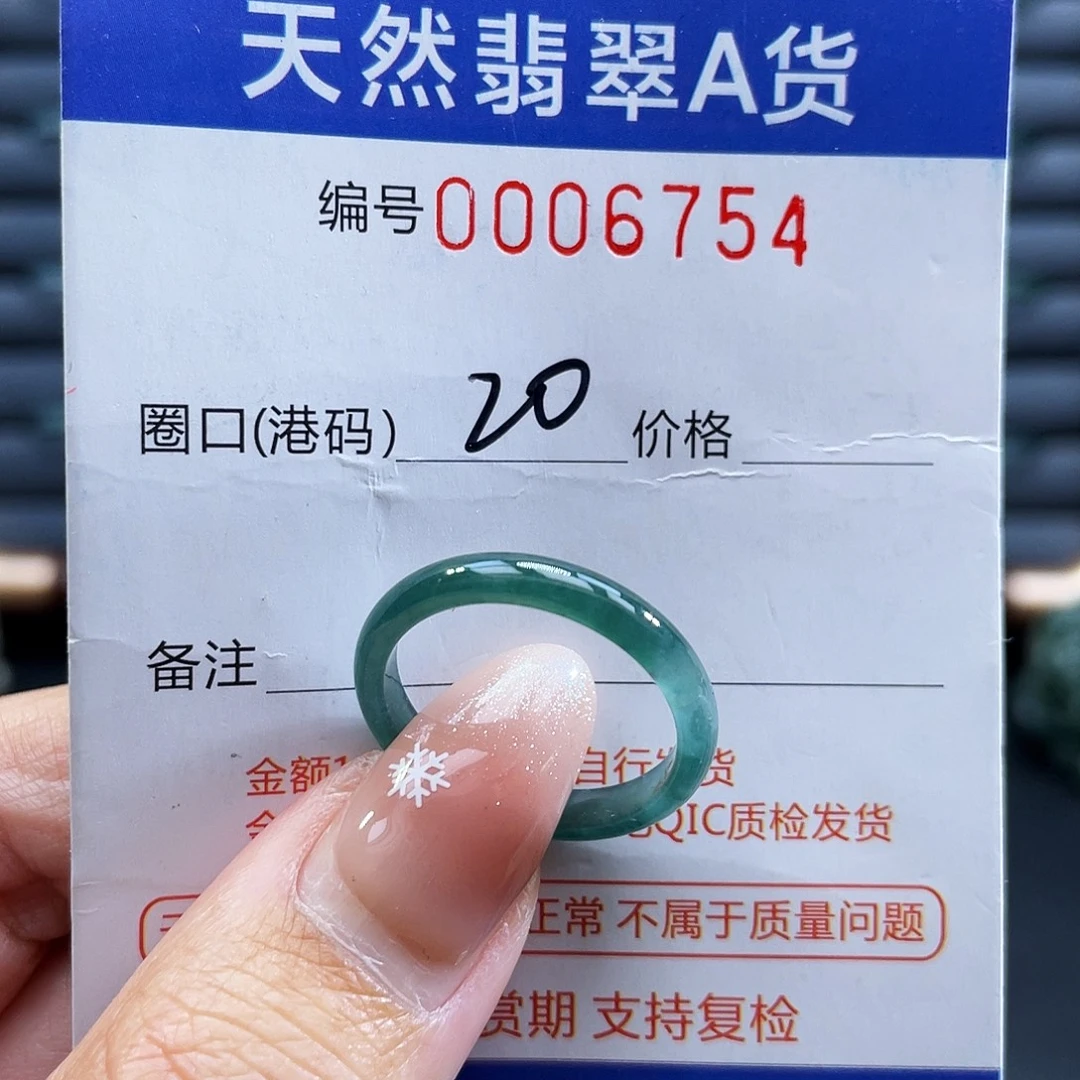 天然翡翠A货
编号0006754
圈口(港码) 20 价格
备注
金额 自行 货
QIC质检发货
正常 不属于质量问题
赏期 支持复检